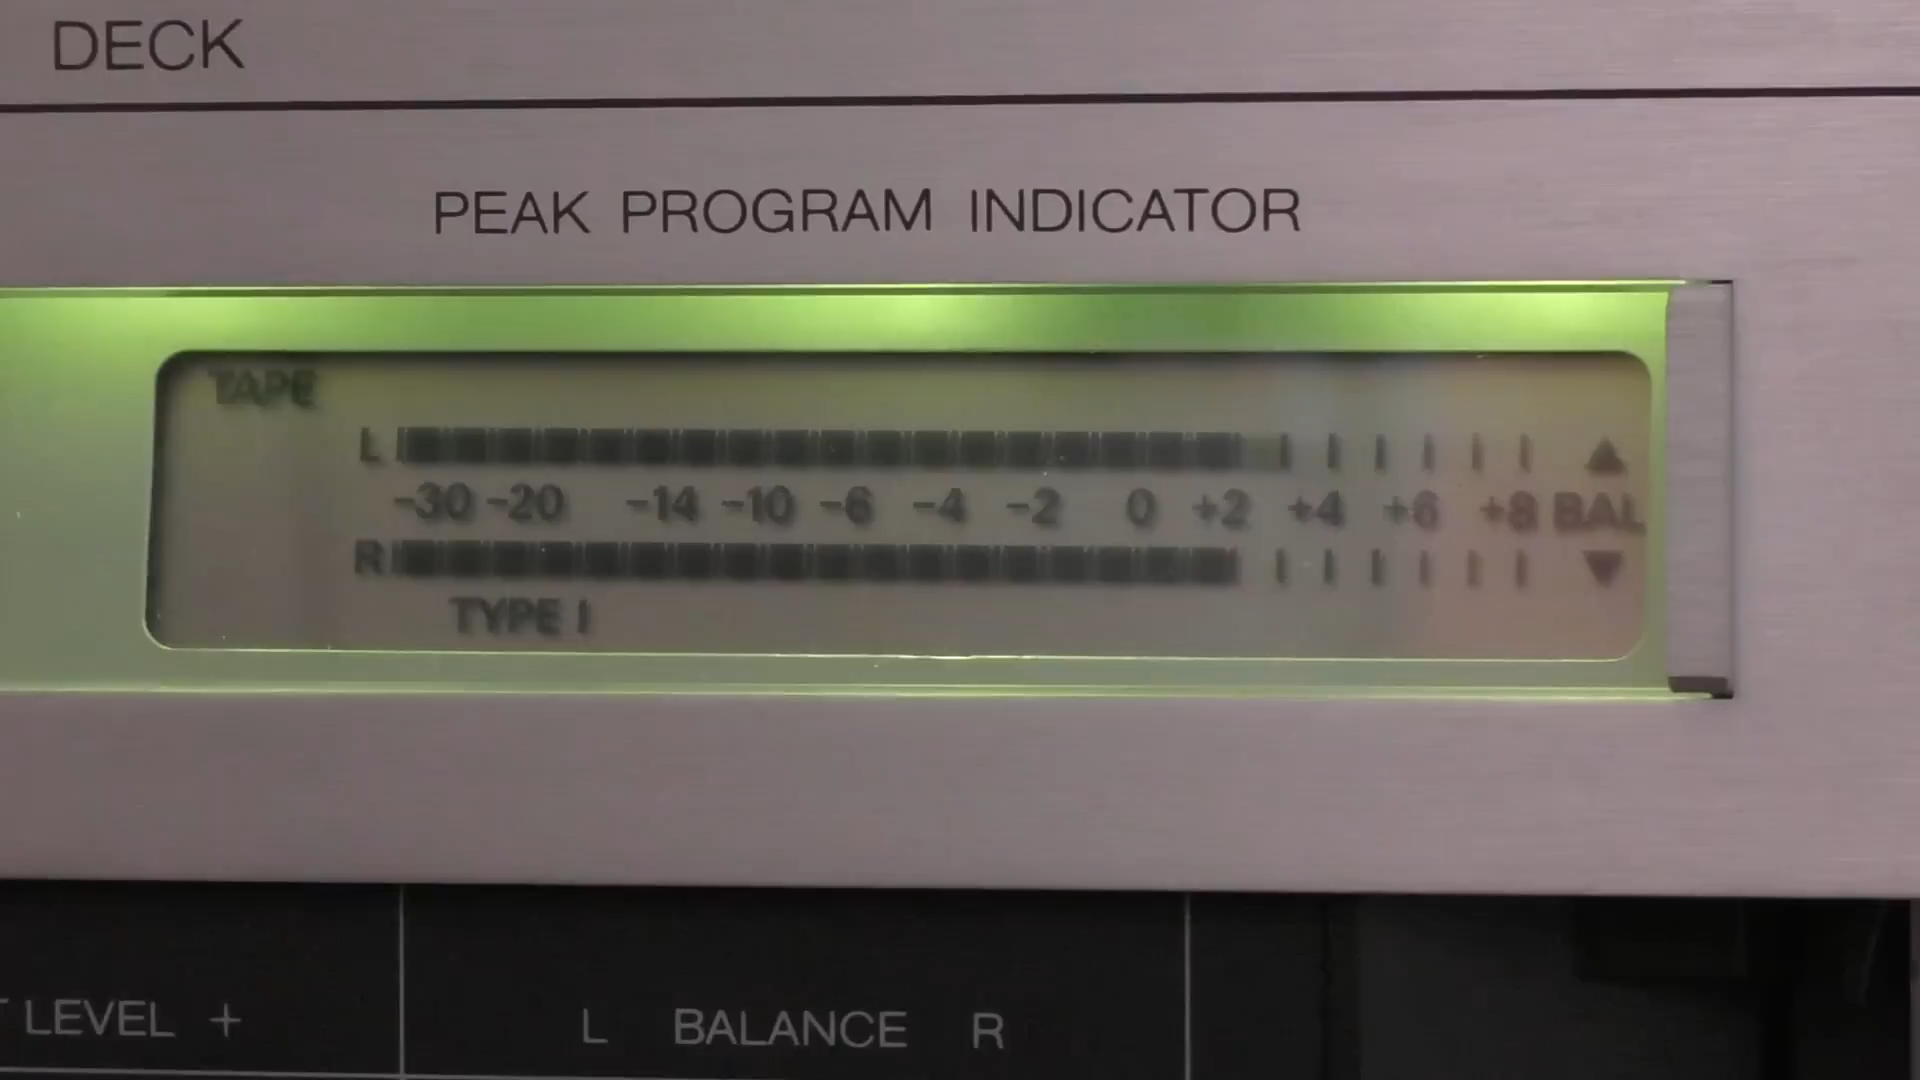 DECK
PEAK PROGRAM INDICATOR
TAPE
L
-30 -20 -14 -10 -6 -4 -2 0 +2 +4 +6 +8 BAL
R
TYPE I
LEVEL + L BALANCE R